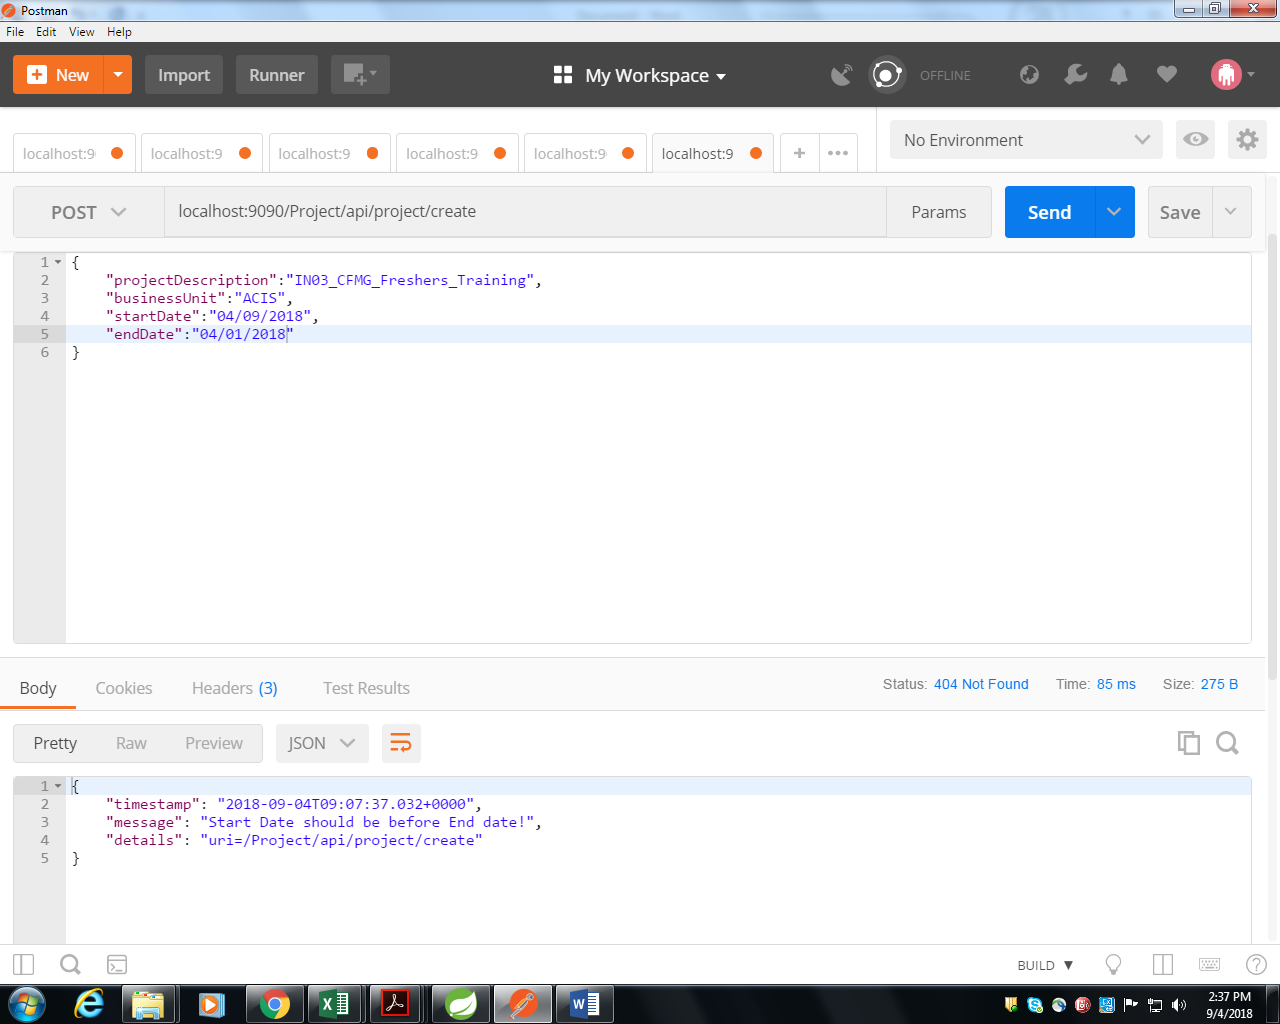 Postman
File Edit View Help
New Import Runner My Workspace OFFLINE
localhost:9 localhost:9 localhost:9 localhost:9 localhost:9 localhost:9 + ••• No Environment
POST localhost:9090/Project/api/project/create Params Send Save
1 {
2 "projectDescription":"IN03_CFMG_Freshers_Training",
3 "businessUnit":"ACIS",
4 "startDate":"04/09/2018",
5 "endDate":"04/01/2018"
6 }
Body Cookies Headers (3) Test Results Status: 404 Not Found Time: 85 ms Size: 275 B
Pretty Raw Preview JSON
1 {
2 "timestamp": "2018-09-04T09:07:37.032+0000",
3 "message": "Start Date should be before End date!",
4 "details": "uri=/Project/api/project/create"
5 }
BUILD
2:37 PM
9/4/2018